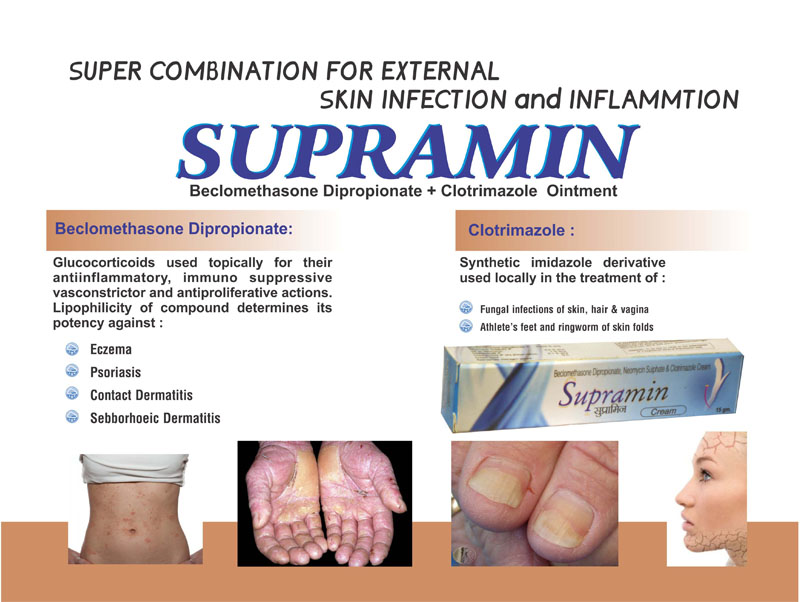 SUPER COMBINATION FOR EXTERNAL
SKIN INFECTION and INFLAMMTION
SUPRAMIN
Beclomethasone Dipropionate + Clotrimazole Ointment
Beclomethasone Dipropionate:
Glucocorticoids used topically for their
antiinflammatory, immuno suppressive
vasconstrictor and antiproliferative actions.
Lipophilicity of compound determines its
potency against :
Eczema
Psoriasis
Contact Dermatitis
Sebborhoeic Dermatitis
Clotrimazole :
Synthetic imidazole derivative
used locally in the treatment of :
Fungal infections of skin, hair & vagina
Athlete's feet and ringworm of skin folds
Beclomethasone Dipropionate, Neomycin Sulphate & Clotrimazole Cream
Supramin
सुप्रामिन
Cream
15 gm.